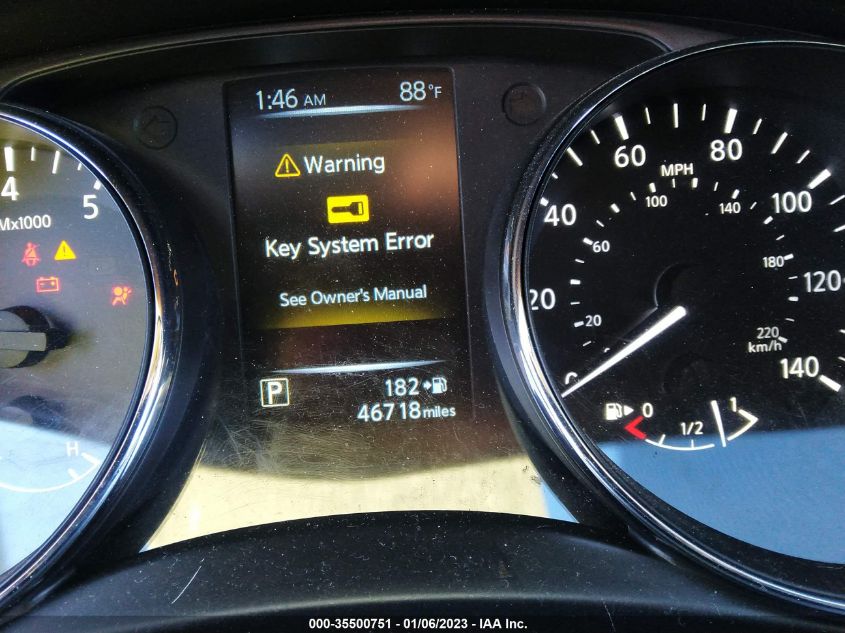 1:46 AM 88°F
Warning
Key System Error
See Owner's Manual
P
182
46718 miles
4
5
Mx1000
H
0
20
40
60
80
100
120
140
MPH
20
60
100
140
180
220
km/h
0
1/2
1
000-35500751 - 01/06/2023 - IAA Inc.